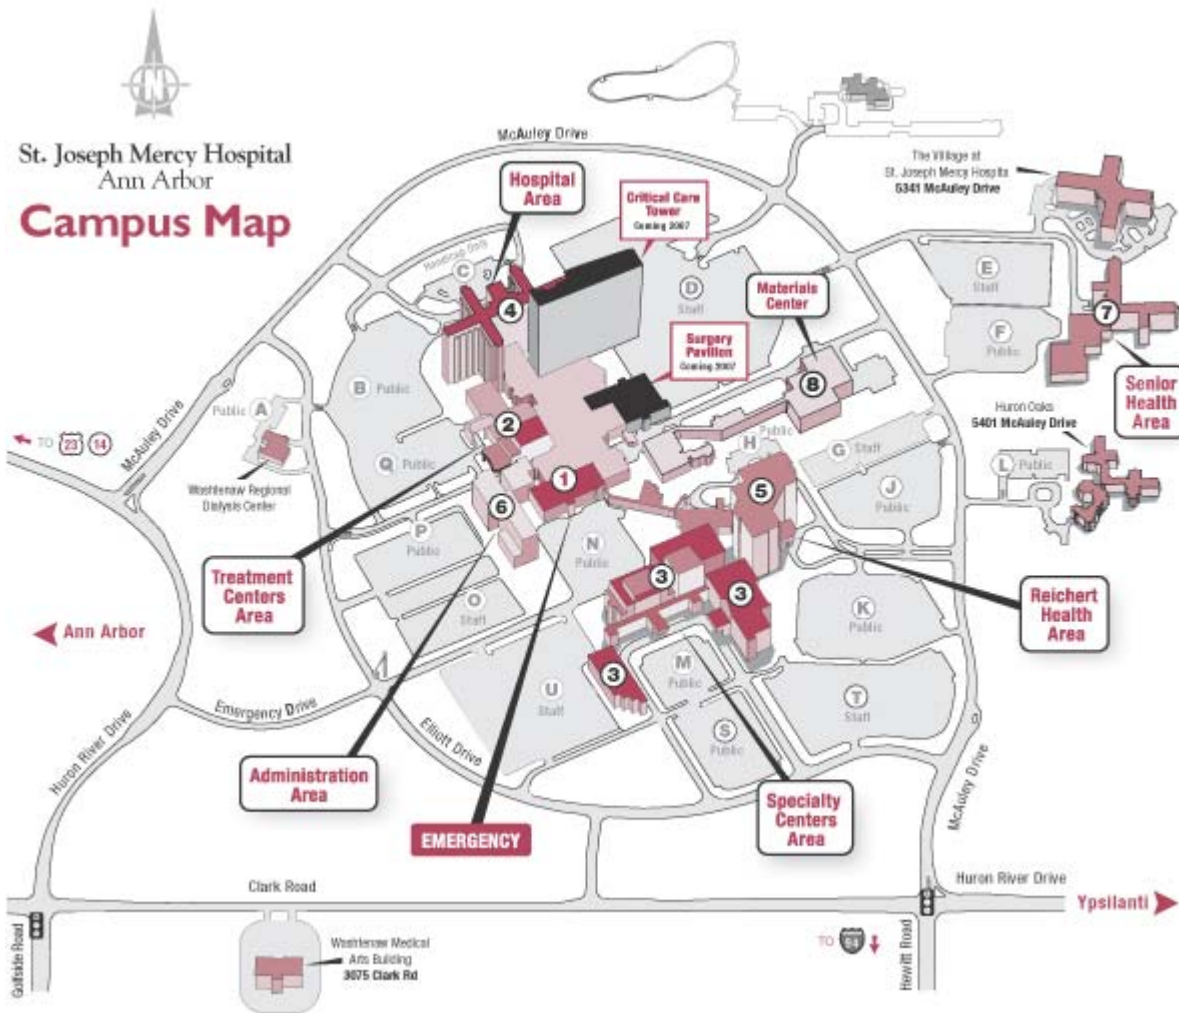 N
St. Joseph Mercy Hospital
Ann Arbor
Campus Map
McAuley Drive
The Village at
St. Joseph Mercy Hospita
5341 McAuley Drive
Hospital
Area
Critical Care
Tower
Coming 2007
Handicap Only
C
D
Staff
E
Staff
Materials
Center
4
7
F
Public
Surgery
Pavilion
Coming 2007
B Public
8
Senior
Health
Area
McAuley Drive
Public A
2
Huron Oaks
5401 McAuley Drive
TO 23 14
H Public
G Staff
L Public
Q Public
1
5
J
Public
Washtenaw Regional
Dialysis Center
6
P
Public
N
Public
Treatment
Centers
Area
3
3
O
Staff
K
Public
Reichert
Health
Area
Ann Arbor
M
Public
3
U
Staff
T
Staff
Emergency Drive
S
Public
Elliott Drive
Huron River Drive
Administration
Area
Specialty
Centers
Area
McAuley Drive
EMERGENCY
Clark Road
Huron River Drive
Ypsilanti
Golfside Road
Washtenaw Medical
Arts Building
3075 Clark Rd
TO 94
Hewitt Road